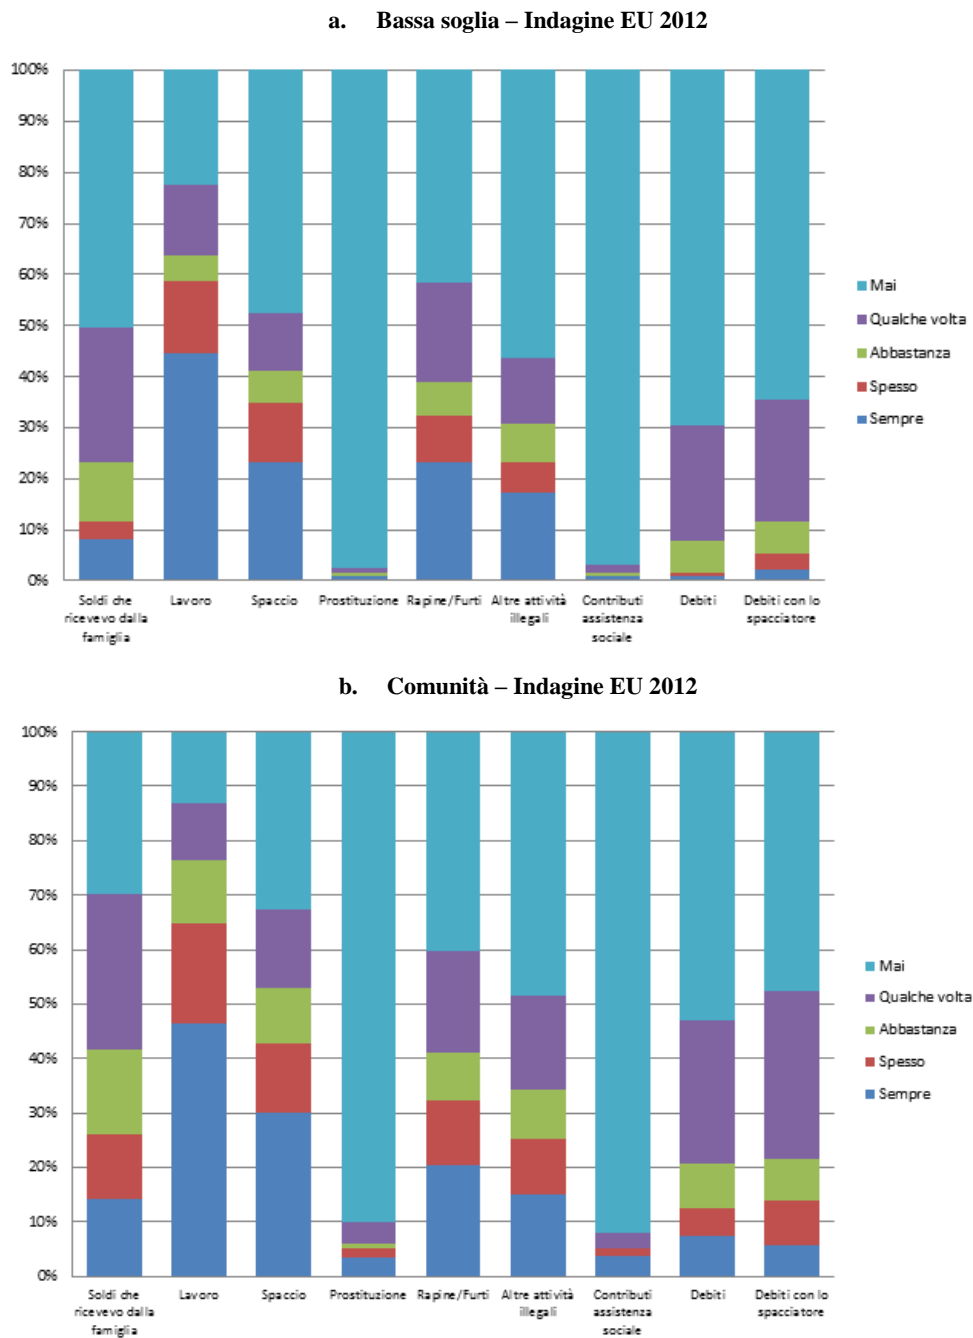 a. Bassa soglia – Indagine EU 2012
100%
90%
80%
70%
60%
50%
40%
30%
20%
10%
0%
Soldi che
ricevevo dalla
famiglia
Lavoro
Spaccio
Prostituzione
Rapine/Furti
Altre attività
illegali
Contributi
assistenza
sociale
Debiti
Debiti con lo
spacciatore
Mai
Qualche volta
Abbastanza
Spesso
Sempre
b. Comunità – Indagine EU 2012
100%
90%
80%
70%
60%
50%
40%
30%
20%
10%
0%
Soldi che
ricevevo dalla
famiglia
Lavoro
Spaccio
Prostituzione
Rapine/Furti
Altre attività
illegali
Contributi
assistenza
sociale
Debiti
Debiti con lo
spacciatore
Mai
Qualche volta
Abbastanza
Spesso
Sempre